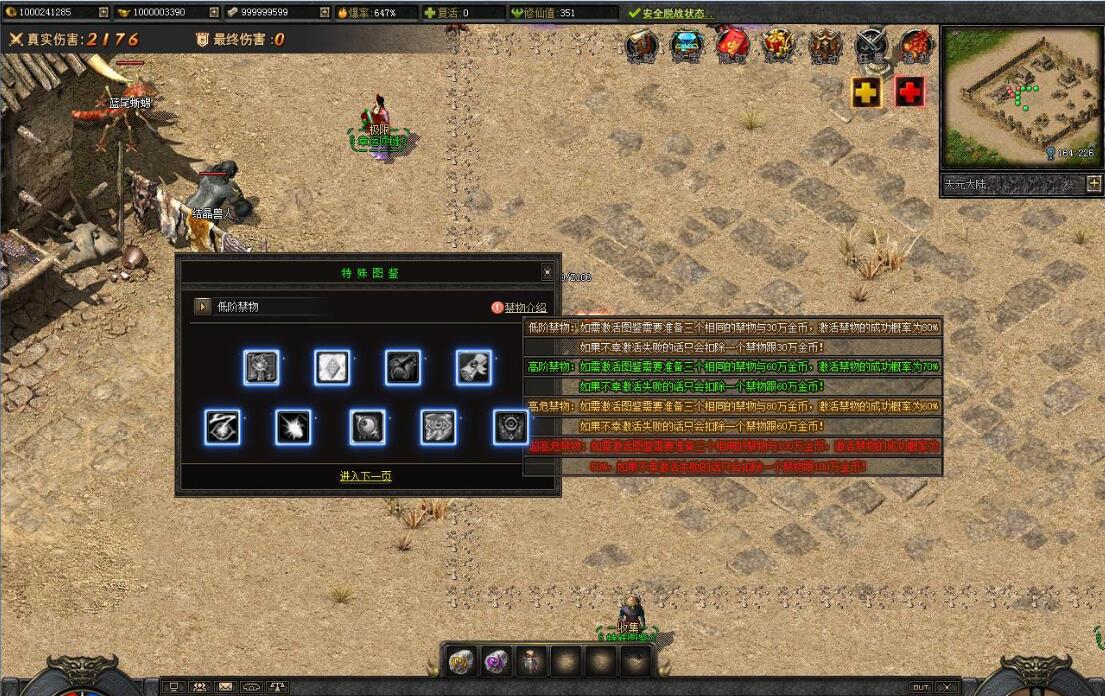 1000241285
1000003390
999999599
爆率:647%
复活:0
修仙值:351
安全脱战状态..
真实伤害:2176
最终伤害:0
活动
蓝尾蜥蜴
极限
结晶兽人
164:226
天元大陆
特殊图鉴
/7008
低阶禁物
禁物介绍
低阶禁物：如需激活图鉴需要准备三个相同的禁物与30万金币，激活禁物的成功概率为80%
如果不幸激活失败的话只会扣除一个禁物跟30万金币！
高阶禁物：如需激活图鉴需要准备三个相同的禁物与60万金币，激活禁物的成功概率为70%
如果不幸激活失败的话只会扣除一个禁物跟60万金币！
高危禁物：如需激活图鉴需要准备三个相同的禁物与80万金币，激活禁物的成功概率为60%
如果不幸激活失败的话只会扣除一个禁物跟60万金币！
超高危禁物：如需激活图鉴需要准备三个相同的禁物与100万金币，激活禁物的成功概率为
50%，如果不幸激活失败的话只会扣除一个禁物跟100万金币！
进入下一页
收集
特殊图鉴
OUT